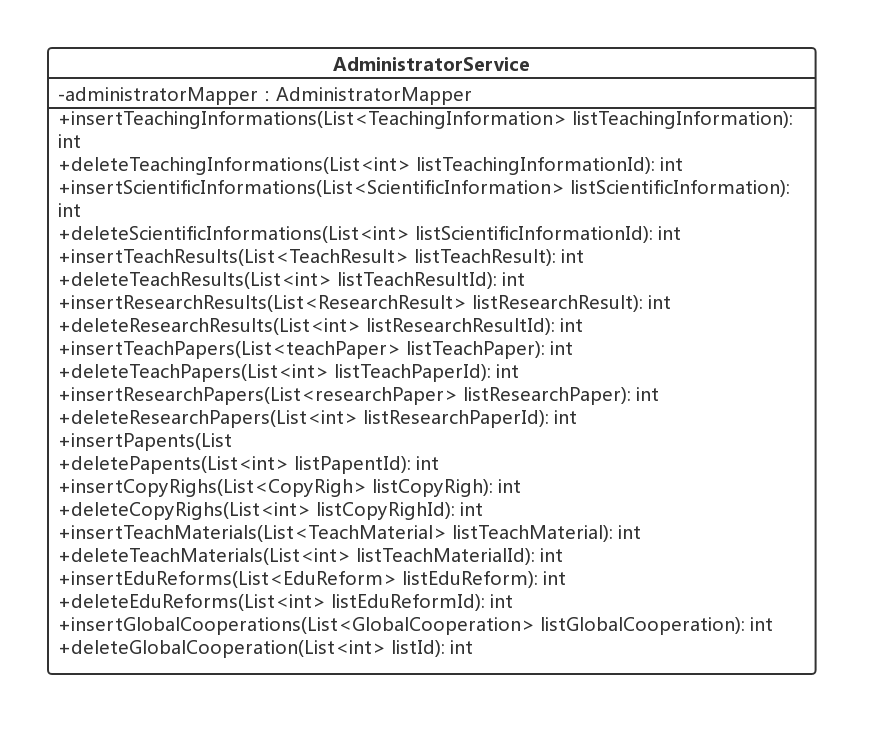 AdministratorService
-administratorMapper : AdministratorMapper
+insertTeachingInformations(List<TeachingInformation> listTeachingInformation):
int
+deleteTeachingInformations(List<int> listTeachingInformationId): int
+insertScientificInformations(List<ScientificInformation> listScientificInformation):
int
+deleteScientificInformations(List<int> listScientificInformationId): int
+insertTeachResults(List<TeachResult> listTeachResult): int
+deleteTeachResults(List<int> listTeachResultId): int
+insertResearchResults(List<ResearchResult> listResearchResult): int
+deleteResearchResults(List<int> listResearchResultId): int
+insertTeachPapers(List<teachPaper> listTeachPaper): int
+deleteTeachPapers(List<int> listTeachPaperId): int
+insertResearchPapers(List<researchPaper> listResearchPaper): int
+deleteResearchPapers(List<int> listResearchPaperId): int
+insertPapents(List
+deletePapents(List<int> listPapentId): int
+insertCopyRighs(List<CopyRigh> listCopyRigh): int
+deleteCopyRighs(List<int> listCopyRighId): int
+insertTeachMaterials(List<TeachMaterial> listTeachMaterial): int
+deleteTeachMaterials(List<int> listTeachMaterialId): int
+insertEduReforms(List<EduReform> listEduReform): int
+deleteEduReforms(List<int> listEduReformId): int
+insertGlobalCooperations(List<GlobalCooperation> listGlobalCooperation): int
+deleteGlobalCooperation(List<int> listId): int